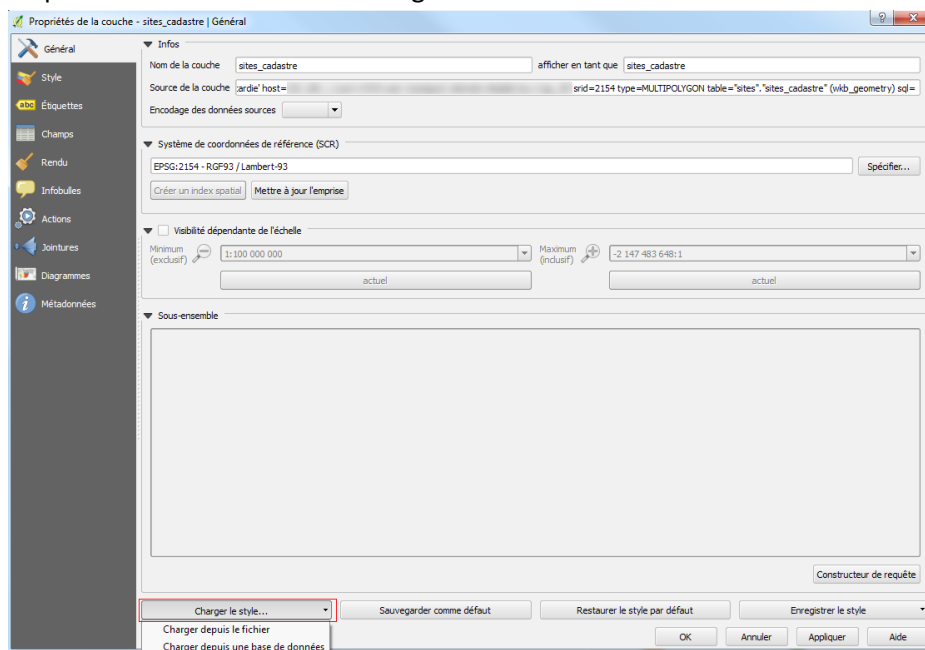 Propriétés de la couche - sites_cadastre | Général
Général
Style
abc Étiquettes
Champs
Rendu
Infobulles
Actions
Jointures
Diagrammes
Métadonnées
Infos
Nom de la couche sites_cadastre afficher en tant que sites_cadastre
Source de la couche :ardie' host= srid=2154 type=MULTIPOLYGON table="sites"."sites_cadastre" (wkb_geometry) sql=
Encodage des données sources
Système de coordonnées de référence (SCR)
EPSG:2154 - RGF93 / Lambert-93 Spécifier...
Créer un index spatial Mettre à jour l'emprise
Visibilité dépendante de l'échelle
Minimum (exclusif) 1:100 000 000 Maximum (inclusif) -2 147 483 648:1
actuel actuel
Sous-ensemble
Constructeur de requête
Charger le style... Sauvegarder comme défaut Restaurer le style par défaut Enregistrer le style
Charger depuis le fichier
Charger depuis une base de données
OK Annuler Appliquer Aide